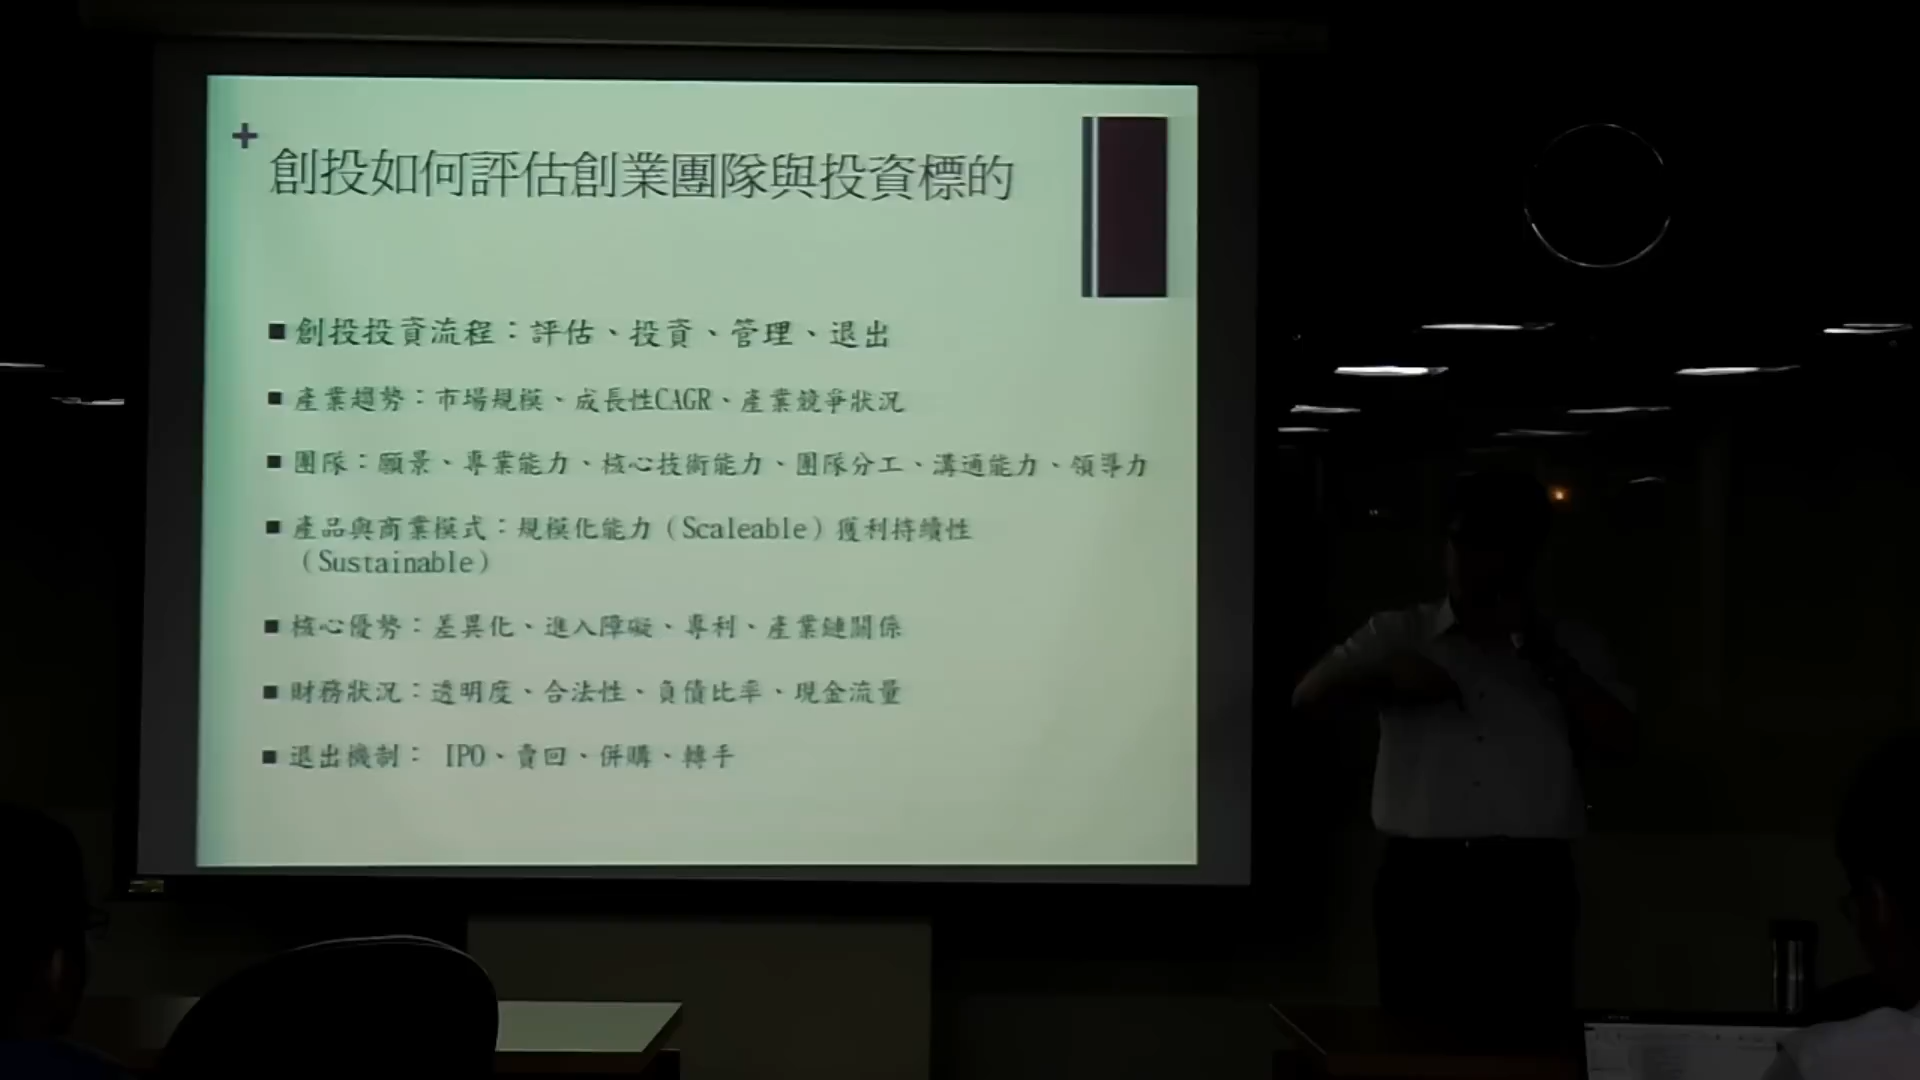 +
創投如何評估創業團隊與投資標的
■ 創投投資流程：評估、投資、管理、退出
■ 產業趨勢：市場規模、成長性CAGR、產業競爭狀況
■ 團隊：願景、專業能力、核心技術能力、團隊分工、溝通能力、領導力
■ 產品與商業模式：規模化能力（Scaleable）獲利持續性
（Sustainable）
■ 核心優勢：差異化、進入障礙、專利、產業鏈關係
■ 財務狀況：透明度、合法性、負債比率、現金流量
■ 退出機制： IPO、賣回、併購、轉手